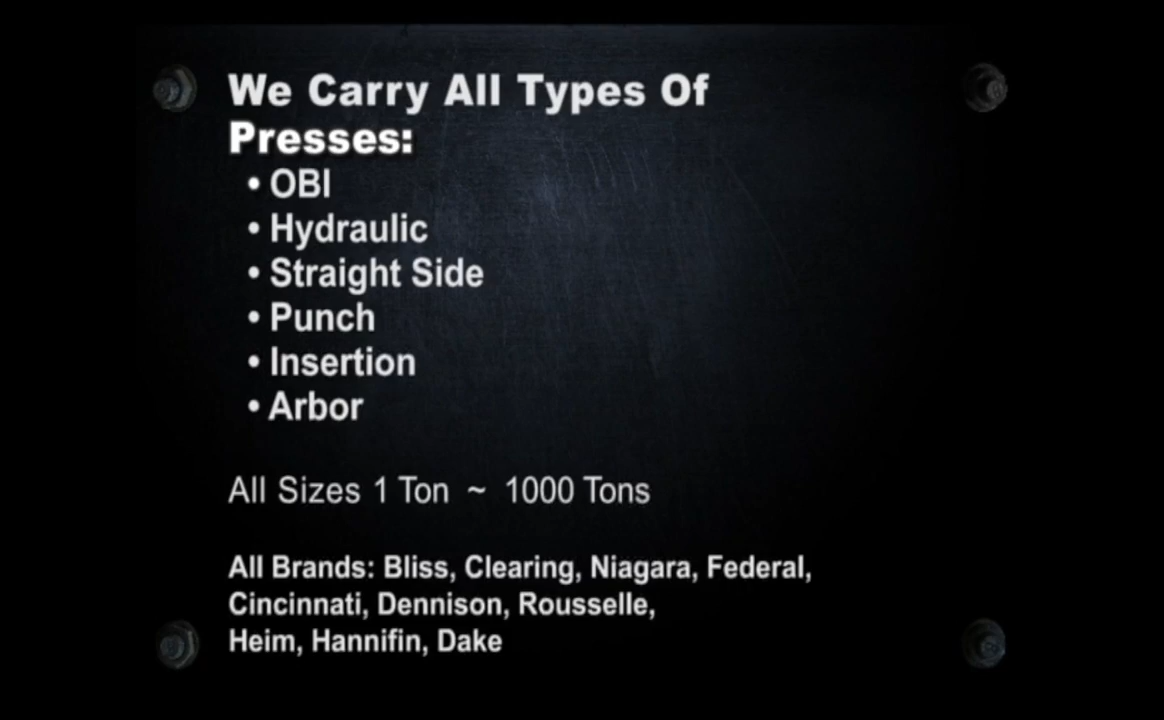 We Carry All Types Of
Presses:
• OBI
• Hydraulic
• Straight Side
• Punch
• Insertion
• Arbor
All Sizes 1 Ton ~ 1000 Tons
All Brands: Bliss, Clearing, Niagara, Federal,
Cincinnati, Dennison, Rousselle,
Heim, Hannifin, Dake